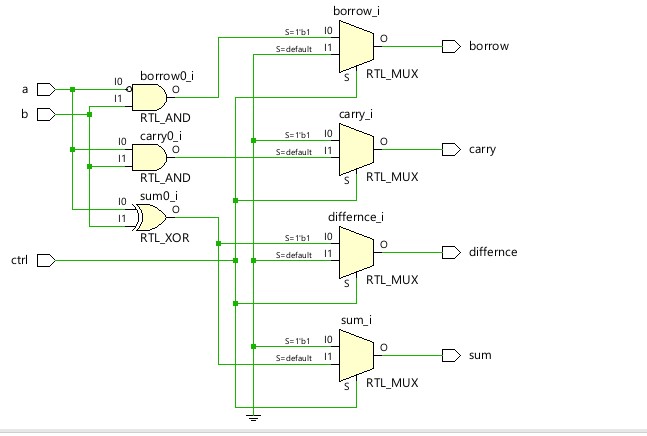 borrow_i
S=1'b1 I0
S=default I1
O
borrow
S
RTL_MUX
a
b
borrow0_i
I0
I1
O
RTL_AND
carry_i
S=1'b1 I0
S=default I1
O
carry
S
RTL_MUX
carry0_i
I0
I1
O
RTL_AND
sum0_i
I0
I1
O
RTL_XOR
ctrl
differnce_i
S=1'b1 I0
S=default I1
O
differnce
S
RTL_MUX
sum_i
S=1'b1 I0
S=default I1
O
sum
S
RTL_MUX